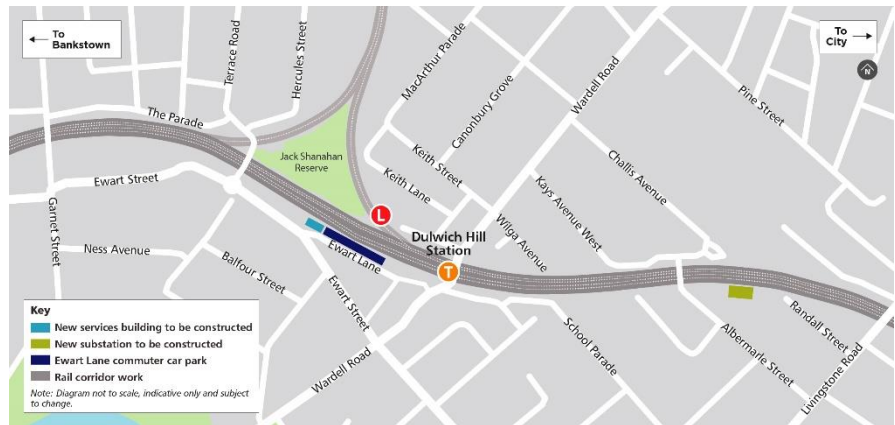 To
Bankstown
To
City
N
Terrace Road
Hercules Street
MacArthur Parade
Canonbury Grove
Wardell Road
Pine Street
The Parade
Jack Shanahan
Reserve
Keith Street
Challis Avenue
Ewart Street
Keith Lane
Garnet Street
L
Dulwich Hill
Station
Wilga Avenue
Kays Avenue West
Ness Avenue
Balfour Street
Ewart Lane
T
Ewart Street
Wardell Road
School Parade
Albermarle Street
Randall Street
Livingstone Road
Key
New services building to be constructed
New substation to be constructed
Ewart Lane commuter car park
Rail corridor work
Note: Diagram not to scale, indicative only and subject
to change.